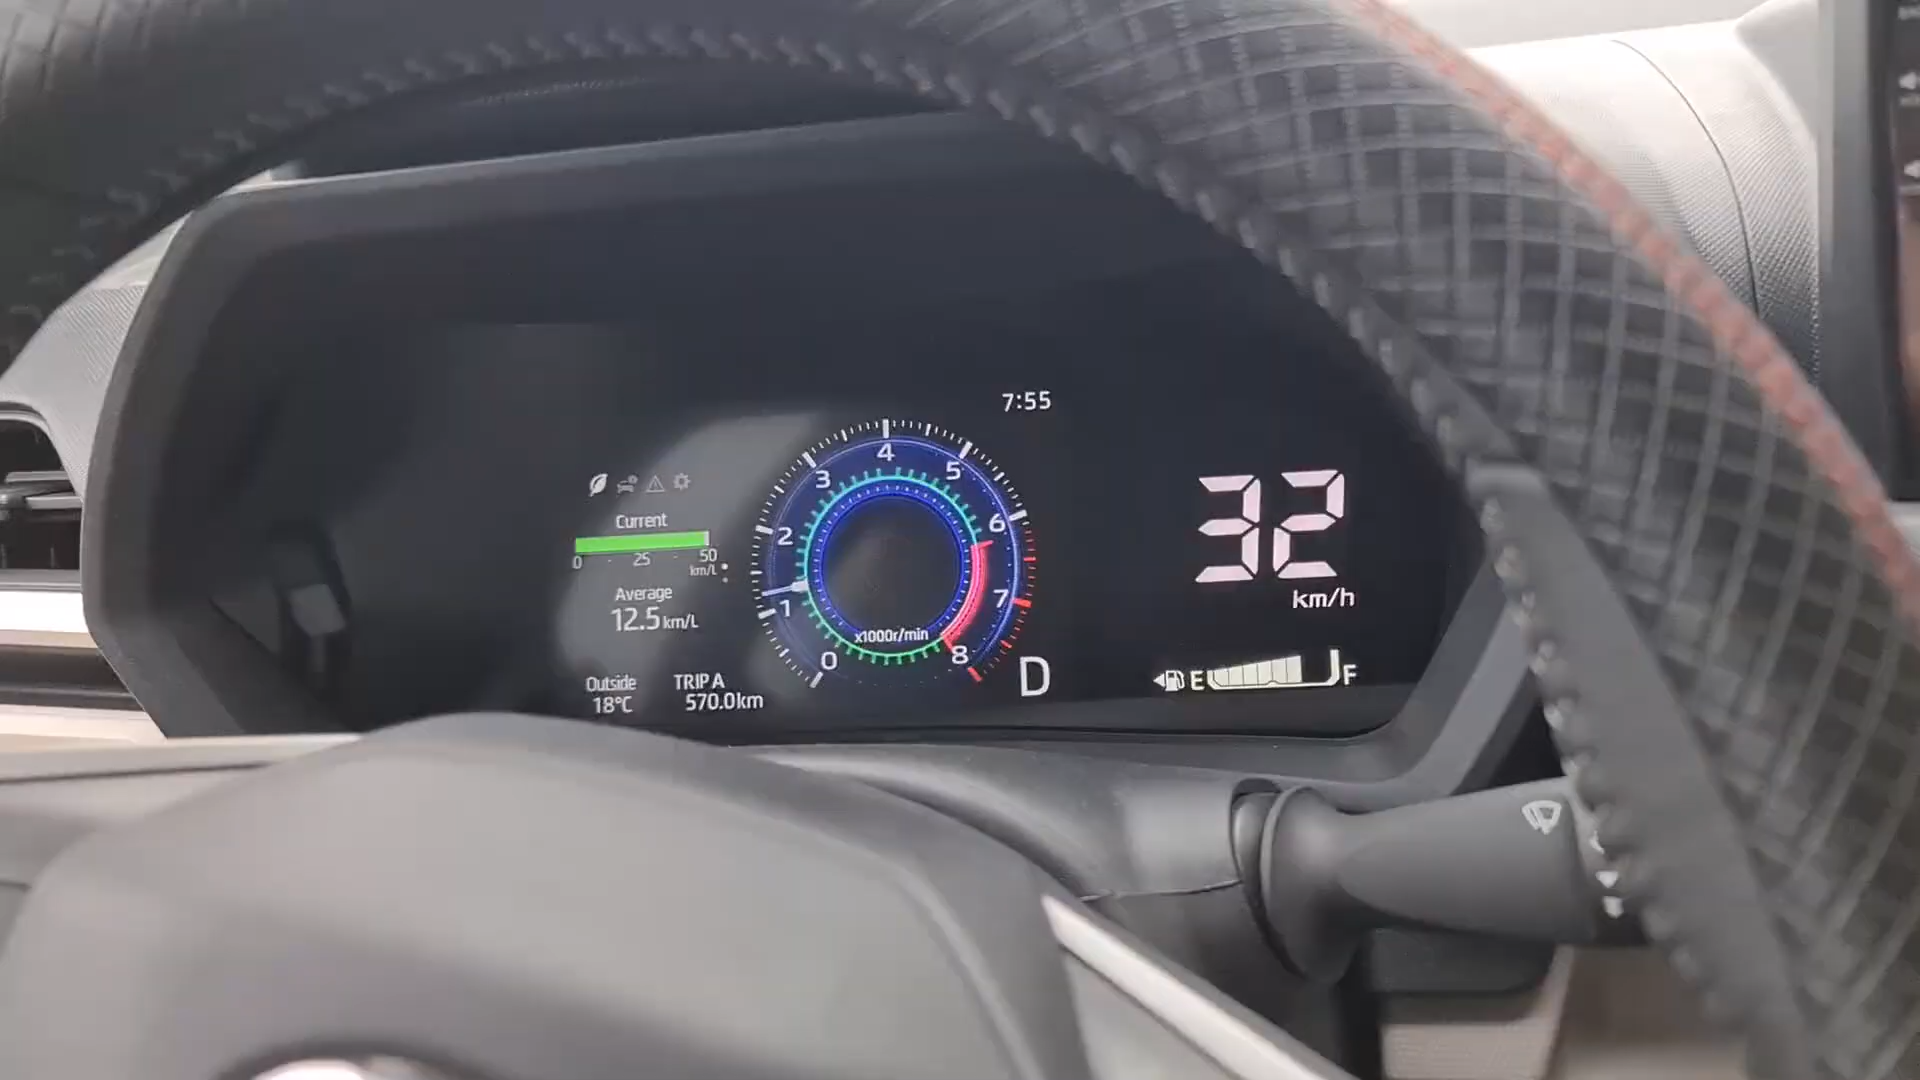 7:55
Current
0 25 50
km/L
Average
12.5 km/L
Outside
18°C
TRIP A
570.0km
0
1
2
3
4
5
6
7
8
x1000r/min
D
32
km/h
E F